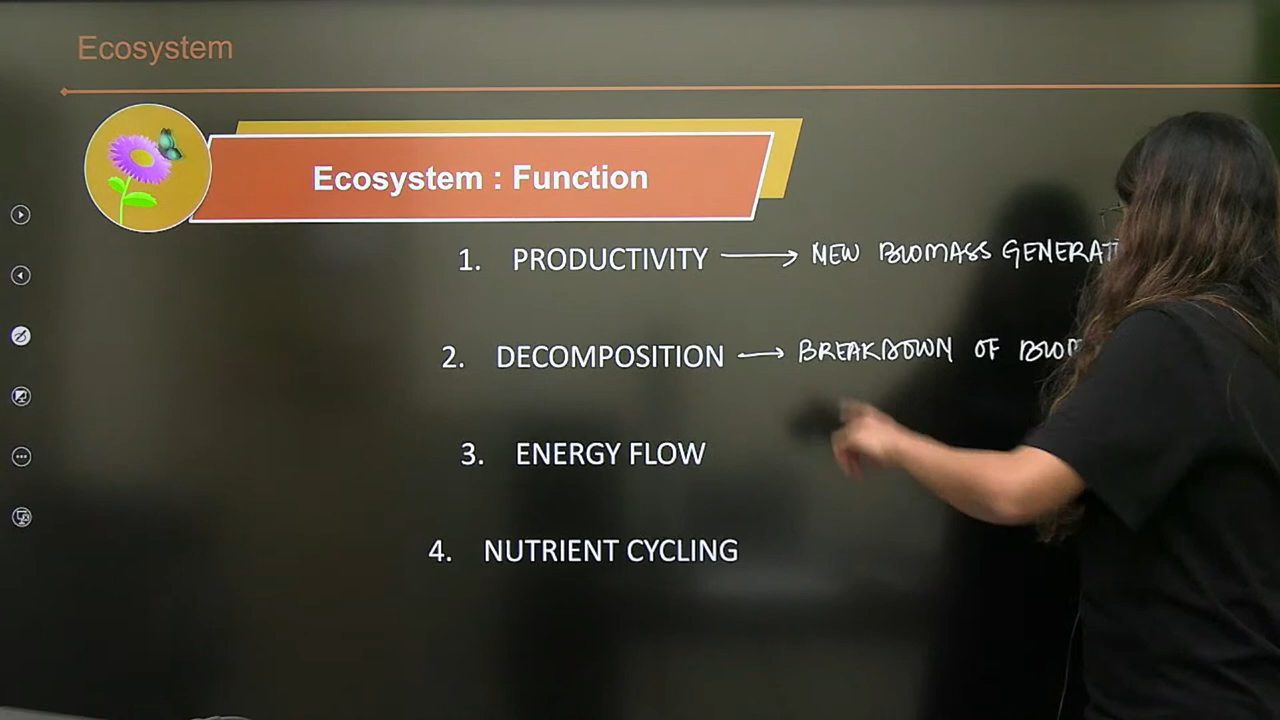 Ecosystem
Ecosystem : Function
1. PRODUCTIVITY → NEW BIOMASS
2. DECOMPOSITION → BREAKDOWN OF
3. ENERGY FLOW
4. NUTRIENT CYCLING